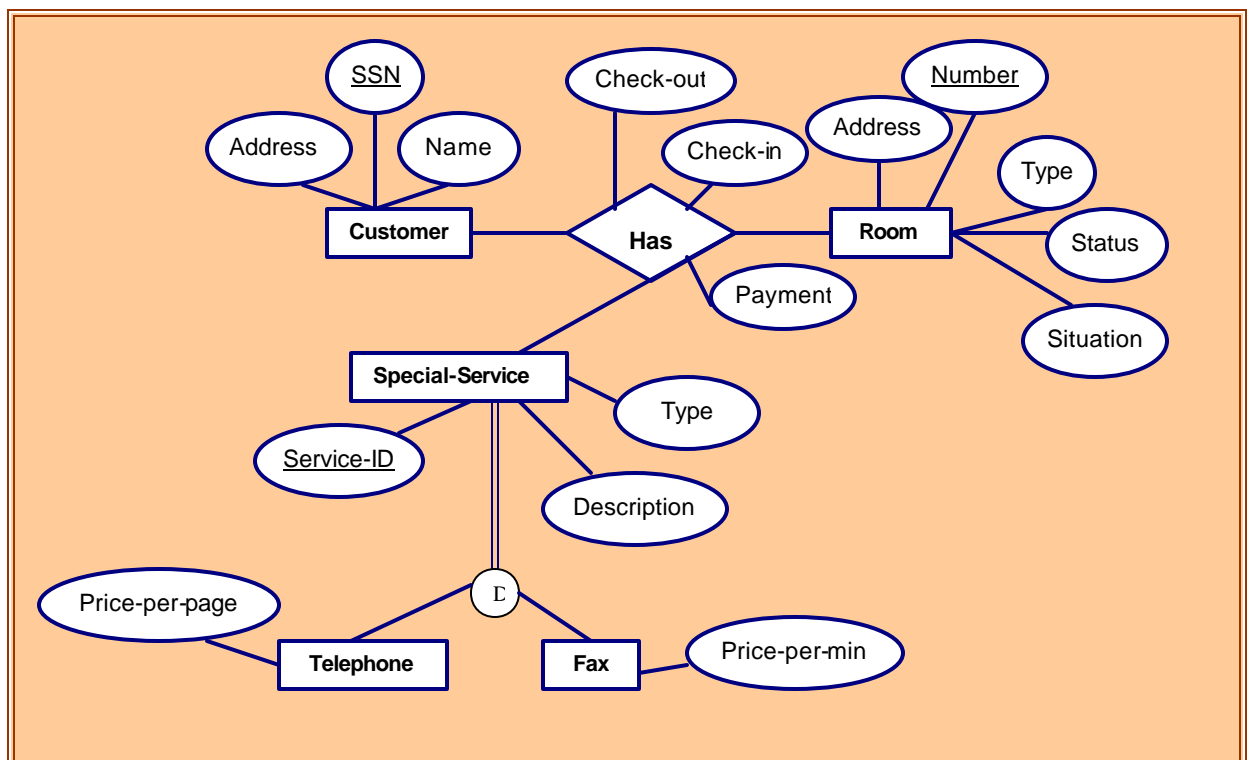 SSN
Check-out
Number
Address
Address
Name
Check-in
Type
Customer
Has
Room
Status
Payment
Situation
Special-Service
Type
Service-ID
Description
D
Price-per-page
Telephone
Fax
Price-per-min